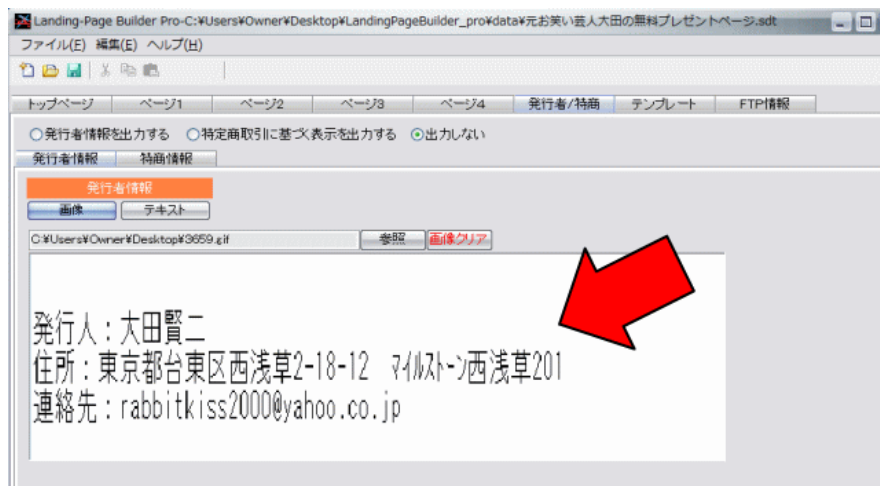 Landing-Page Builder Pro-C:¥Users¥Owner¥Desktop¥LandingPageBuilder_pro¥data¥元お笑い芸人大田の無料プレゼントページ.sdt
ファイル(F) 編集(E) ヘルプ(H)
トップページ ページ1 ページ2 ページ3 ページ4 発行者/特商 テンプレート FTP情報
発行者情報を出力する 特定商取引に基づく表示を出力する 出力しない
発行者情報 特商情報
発行者情報
画像 テキスト
C:¥Users¥Owner¥Desktop¥3659.gif 参照 画像クリア
発行人：大田賢二
住所：東京都台東区西浅草2-18-12 ﾏｲﾙｽﾄｰﾝ西浅草201
連絡先：rabbitkiss2000@yahoo.co.jp